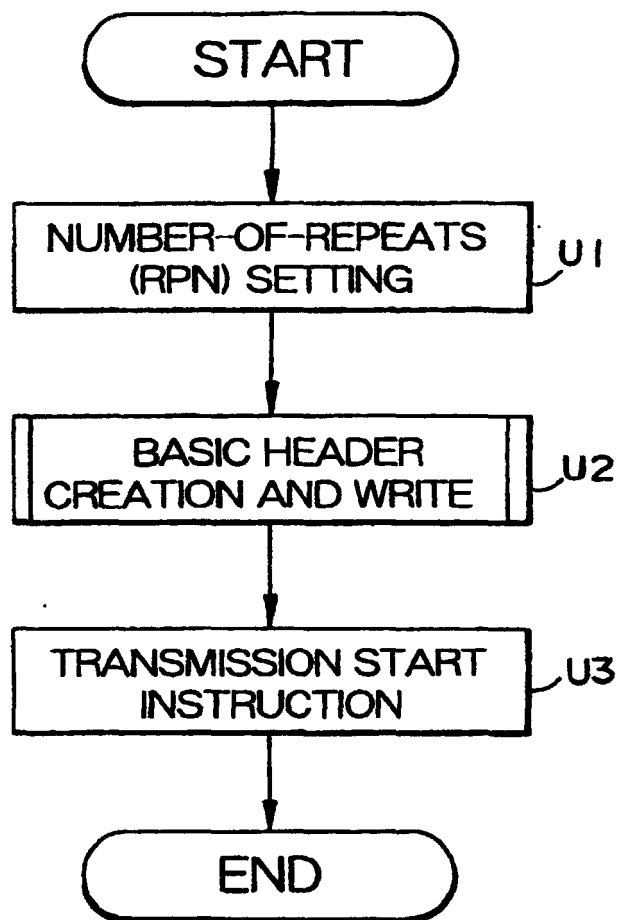 START
NUMBER-OF-REPEATS
(RPN) SETTING
U1
BASIC HEADER
CREATION AND WRITE
U2
TRANSMISSION START
INSTRUCTION
U3
END